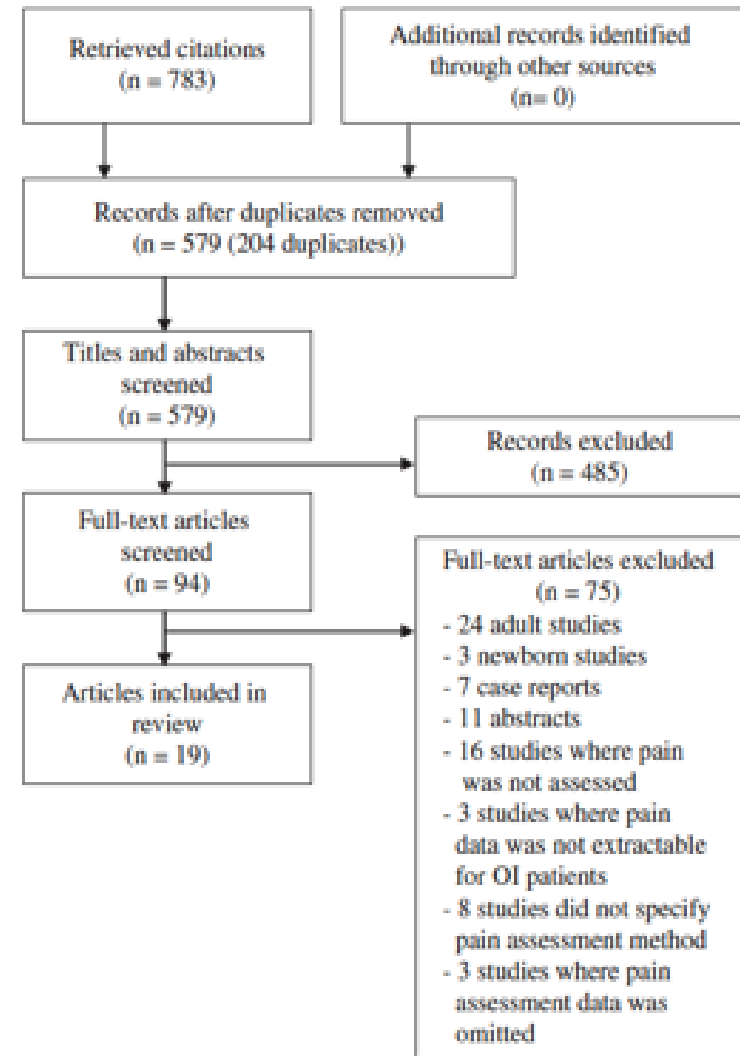 Retrieved citations
(n = 783)
Additional records identified
through other sources
(n= 0)
Records after duplicates removed
(n = 579 (204 duplicates))
Titles and abstracts
screened
(n = 579)
Records excluded
(n = 485)
Full-text articles
screened
(n = 94)
Full-text articles excluded
(n = 75)
- 24 adult studies
- 3 newborn studies
- 7 case reports
- 11 abstracts
- 16 studies where pain
was not assessed
- 3 studies where pain
data was not extractable
for OI patients
- 8 studies did not specify
pain assessment method
- 3 studies where pain
assessment data was
omitted
Articles included in
review
(n = 19)